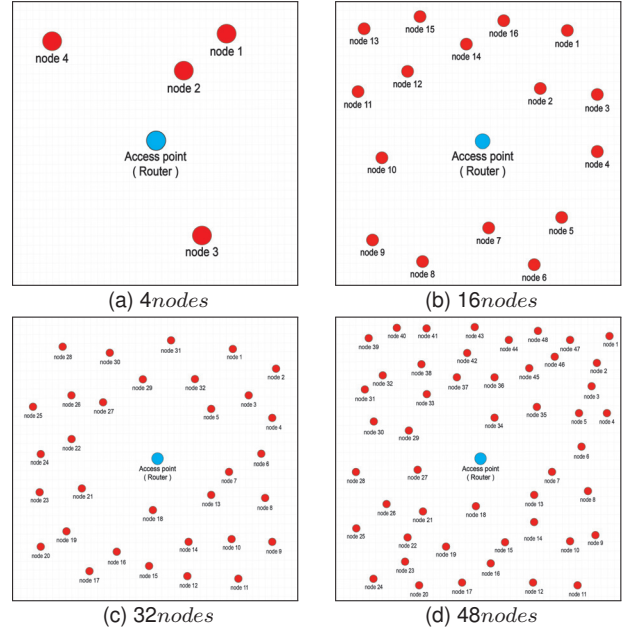 node 4
node 1
node 2
Access point
( Router )
node 3
(a) 4nodes
node 15
node 16
node 13
node 1
node 14
node 12
node 11
node 2
node 3
Access point
( Router )
node 4
node 10
node 7
node 5
node 9
node 8
node 6
(b) 16nodes
node 31
node 28
node 30
node 1
node 2
node 29
node 32
node 26
node 27
node 3
node 25
node 5
node 4
node 22
node 24
Access point
( Router )
node 6
node 7
node 23
node 21
node 13
node 8
node 18
node 19
node 20
node 16
node 14
node 10
node 9
node 17
node 15
node 12
node 11
(c) 32nodes
node 40
node 41
node 43
node 48
node 1
node 39
node 44
node 47
node 42
node 46
node 2
node 38
node 45
node 32
node 37
node 36
node 31
node 33
node 3
node 34
node 35
node 5
node 4
node 30
node 29
node 6
Access point
( Router )
node 28
node 27
node 7
node 8
node 13
node 28
node 21
node 18
node 25
node 14
node 22
node 19
node 15
node 10
node 9
node 23
node 16
node 24
node 20
node 17
node 12
node 11
(d) 48nodes